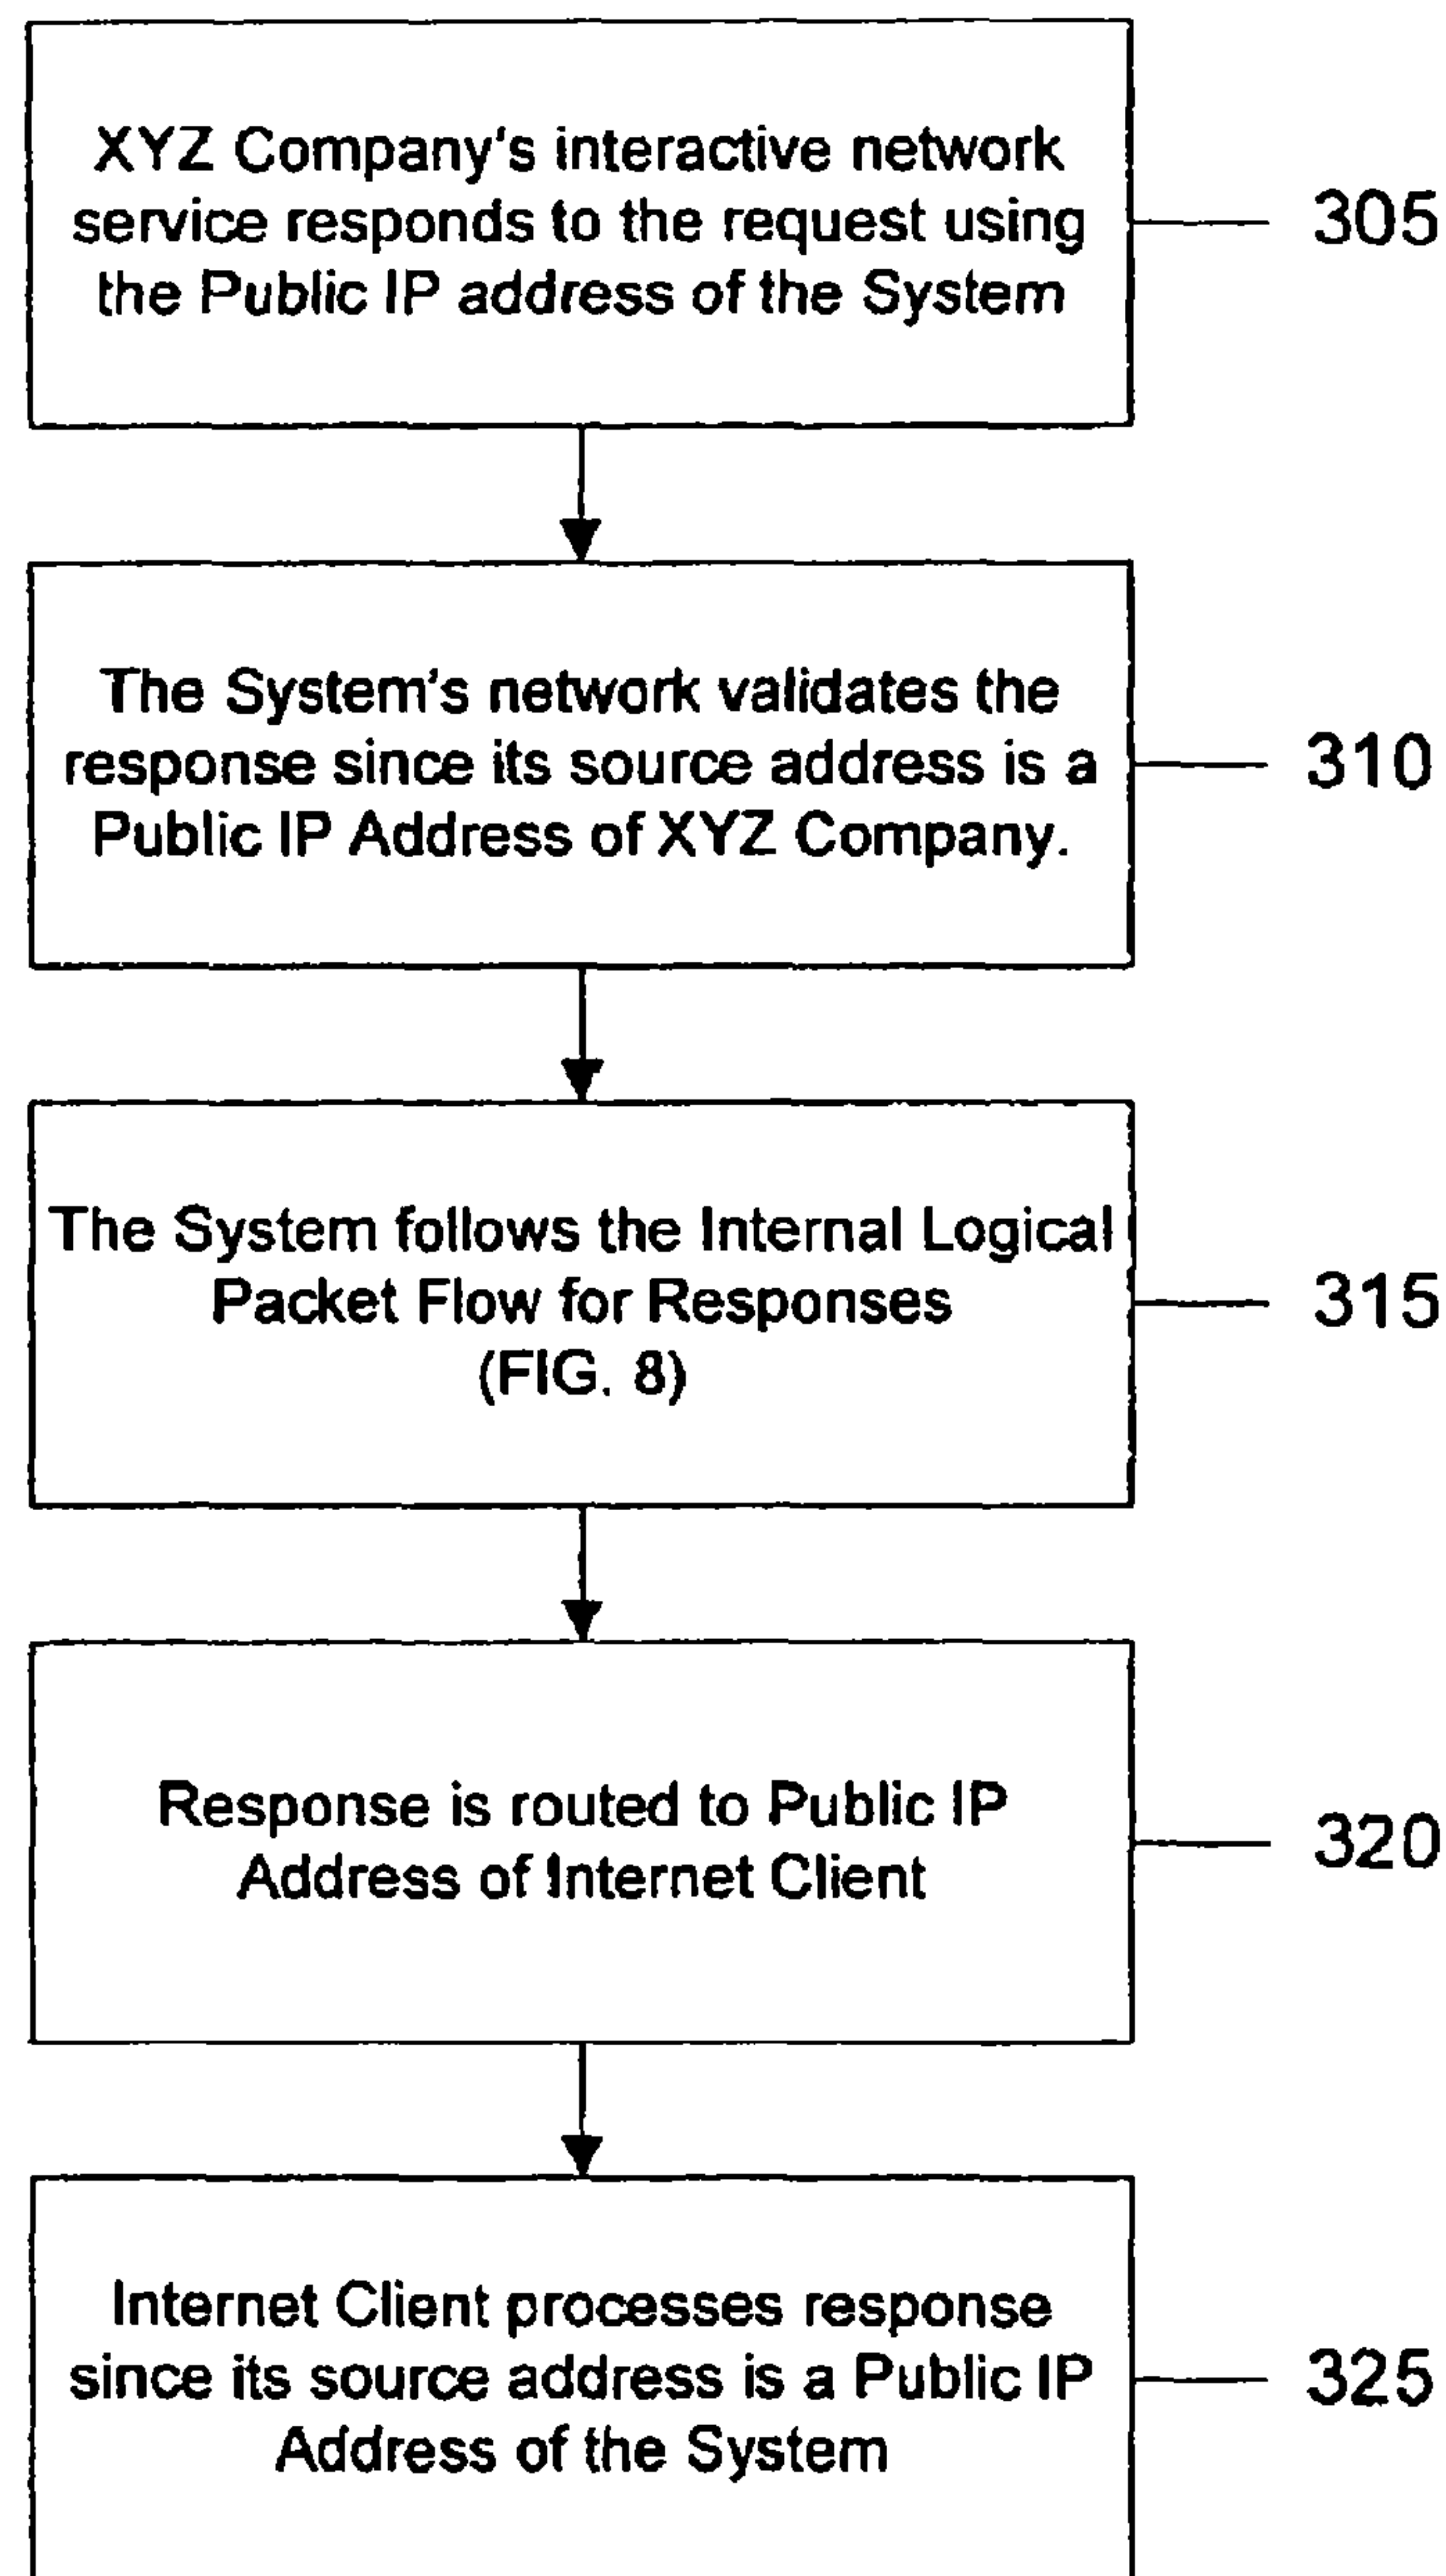 XYZ Company's interactive network
service responds to the request using
the Public IP address of the System
305
The System's network validates the
response since its source address is a
Public IP Address of XYZ Company.
310
The System follows the Internal Logical
Packet Flow for Responses
(FIG. 8)
315
Response is routed to Public IP
Address of Internet Client
320
Internet Client processes response
since its source address is a Public IP
Address of the System
325